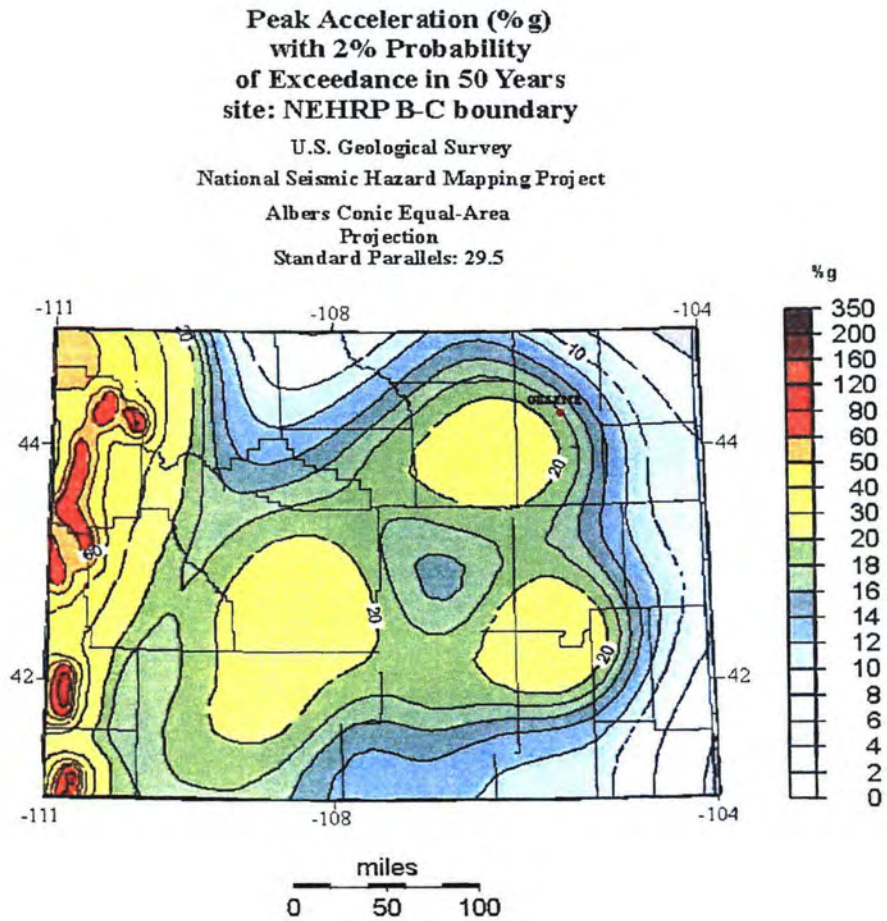 Peak Acceleration (%g)
with 2% Probability
of Exceedance in 50 Years
site: NEHRP B-C boundary
U.S. Geological Survey
National Seismic Hazard Mapping Project
Albers Conic Equal-Area
Projection
Standard Parallels: 29.5
%g
-111
-108
-104
350
200
160
120
80
60
50
40
30
20
18
16
14
12
10
8
6
4
2
0
10
44
44
20
20
20
42
42
-111
-108
-104
miles
0 50 100